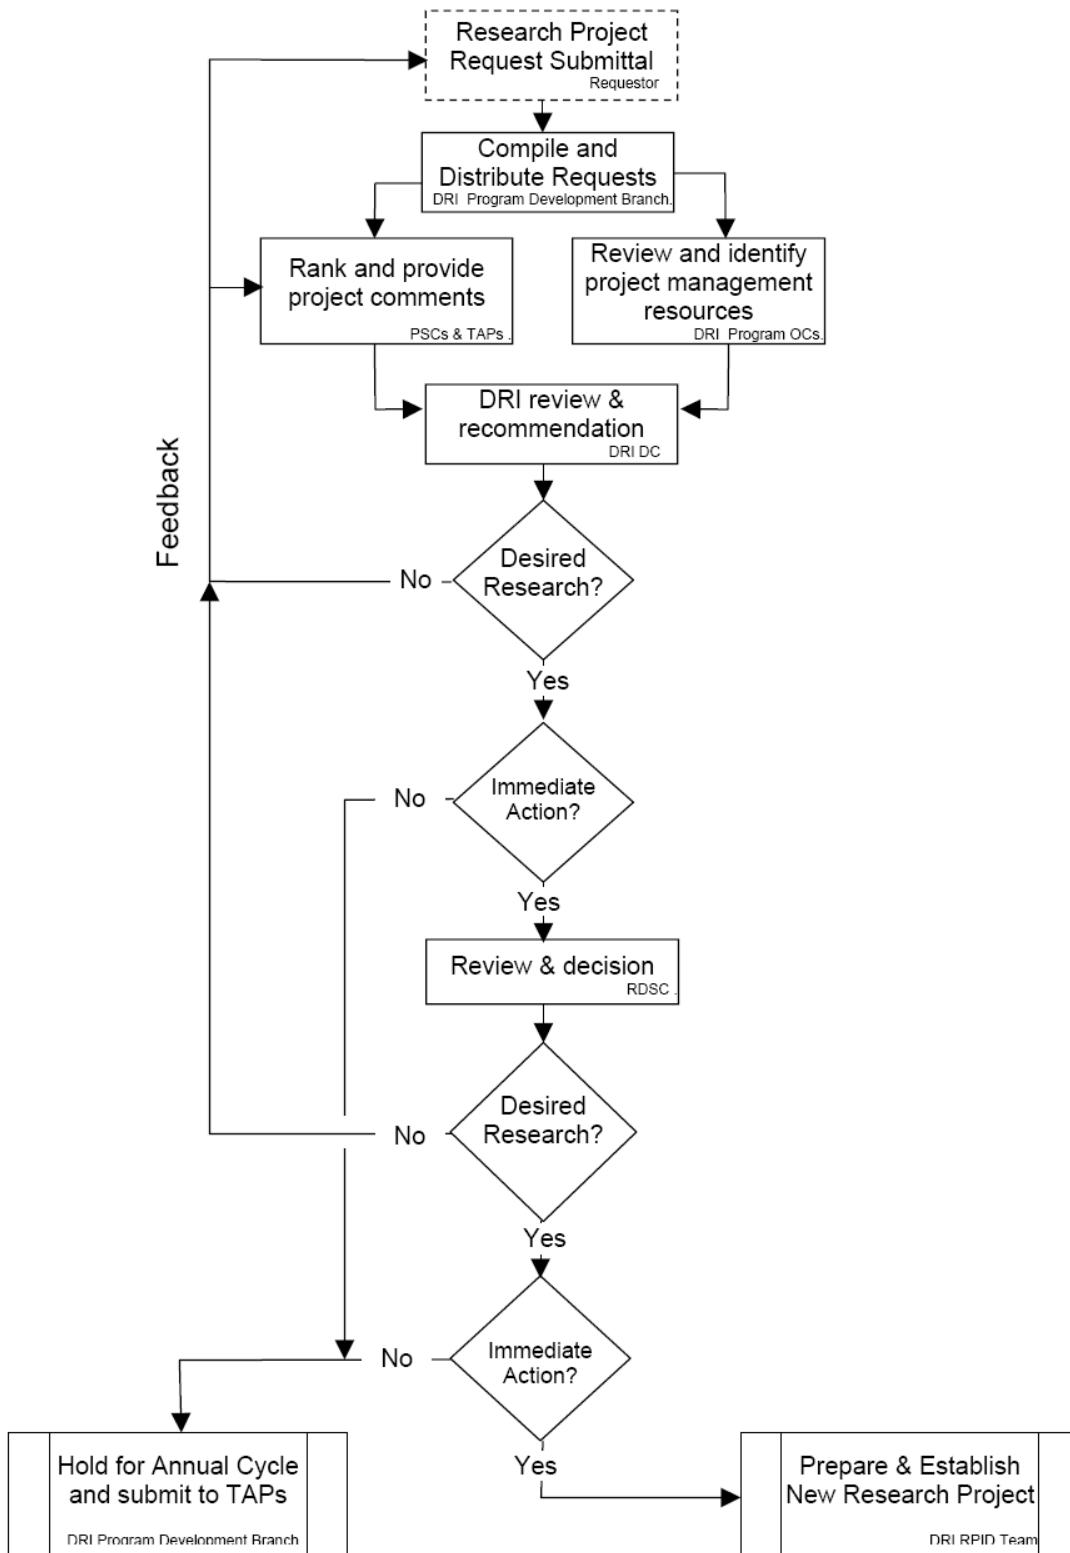 Research Project
Request Submittal
Requestor
Compile and
Distribute Requests
DRI Program Development Branch.
Rank and provide
project comments
PSCs & TAPs .
Review and identify
project management
resources
DRI Program OCs.
DRI review &
recommendation
DRI DC
Feedback
Desired
Research?
No
Yes
Immediate
Action?
No
Yes
Review & decision
RDSC .
Desired
Research?
No
Yes
Immediate
Action?
No
Yes
Hold for Annual Cycle
and submit to TAPs
DRI Program Development Branch
Prepare & Establish
New Research Project
DRI RPID Team